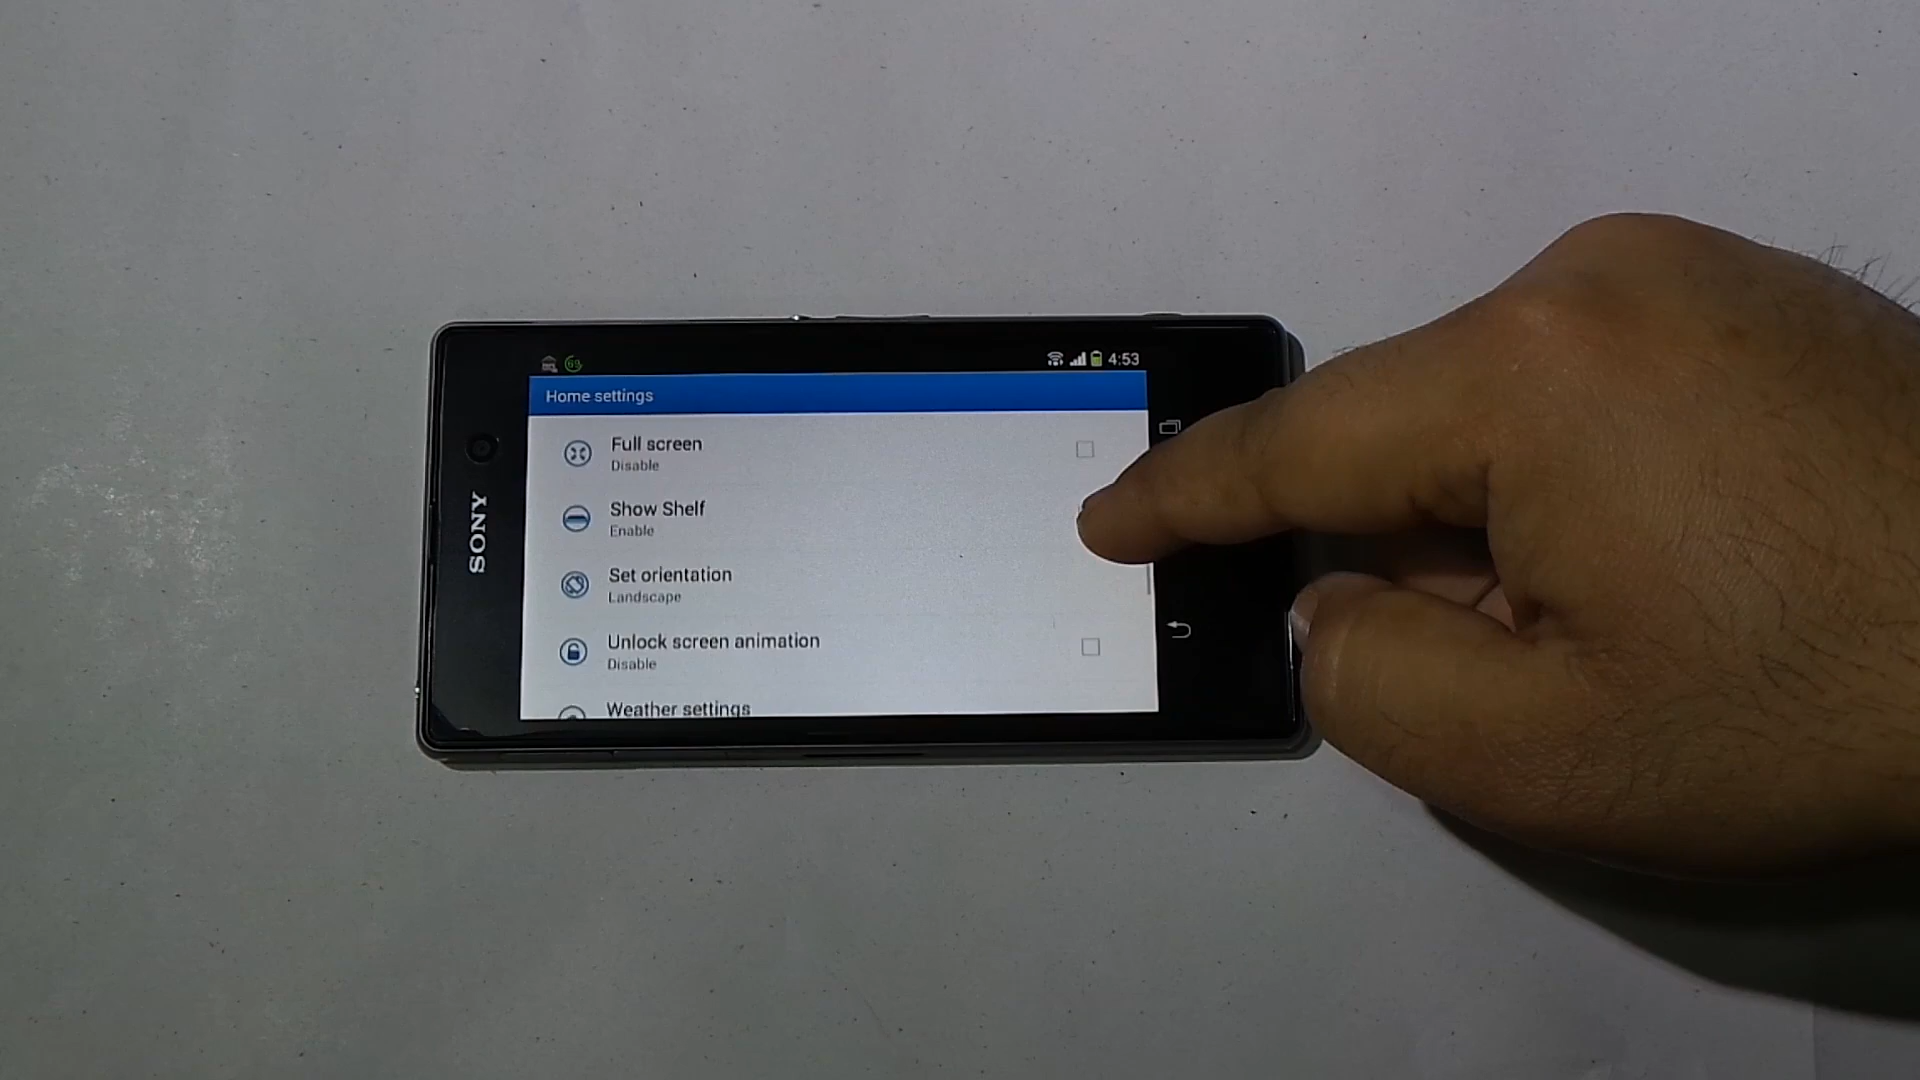 4:53
Home settings
Full screen
Disable
Show Shelf
Enable
Set orientation
Landscape
Unlock screen animation
Disable
Weather settings
SONY